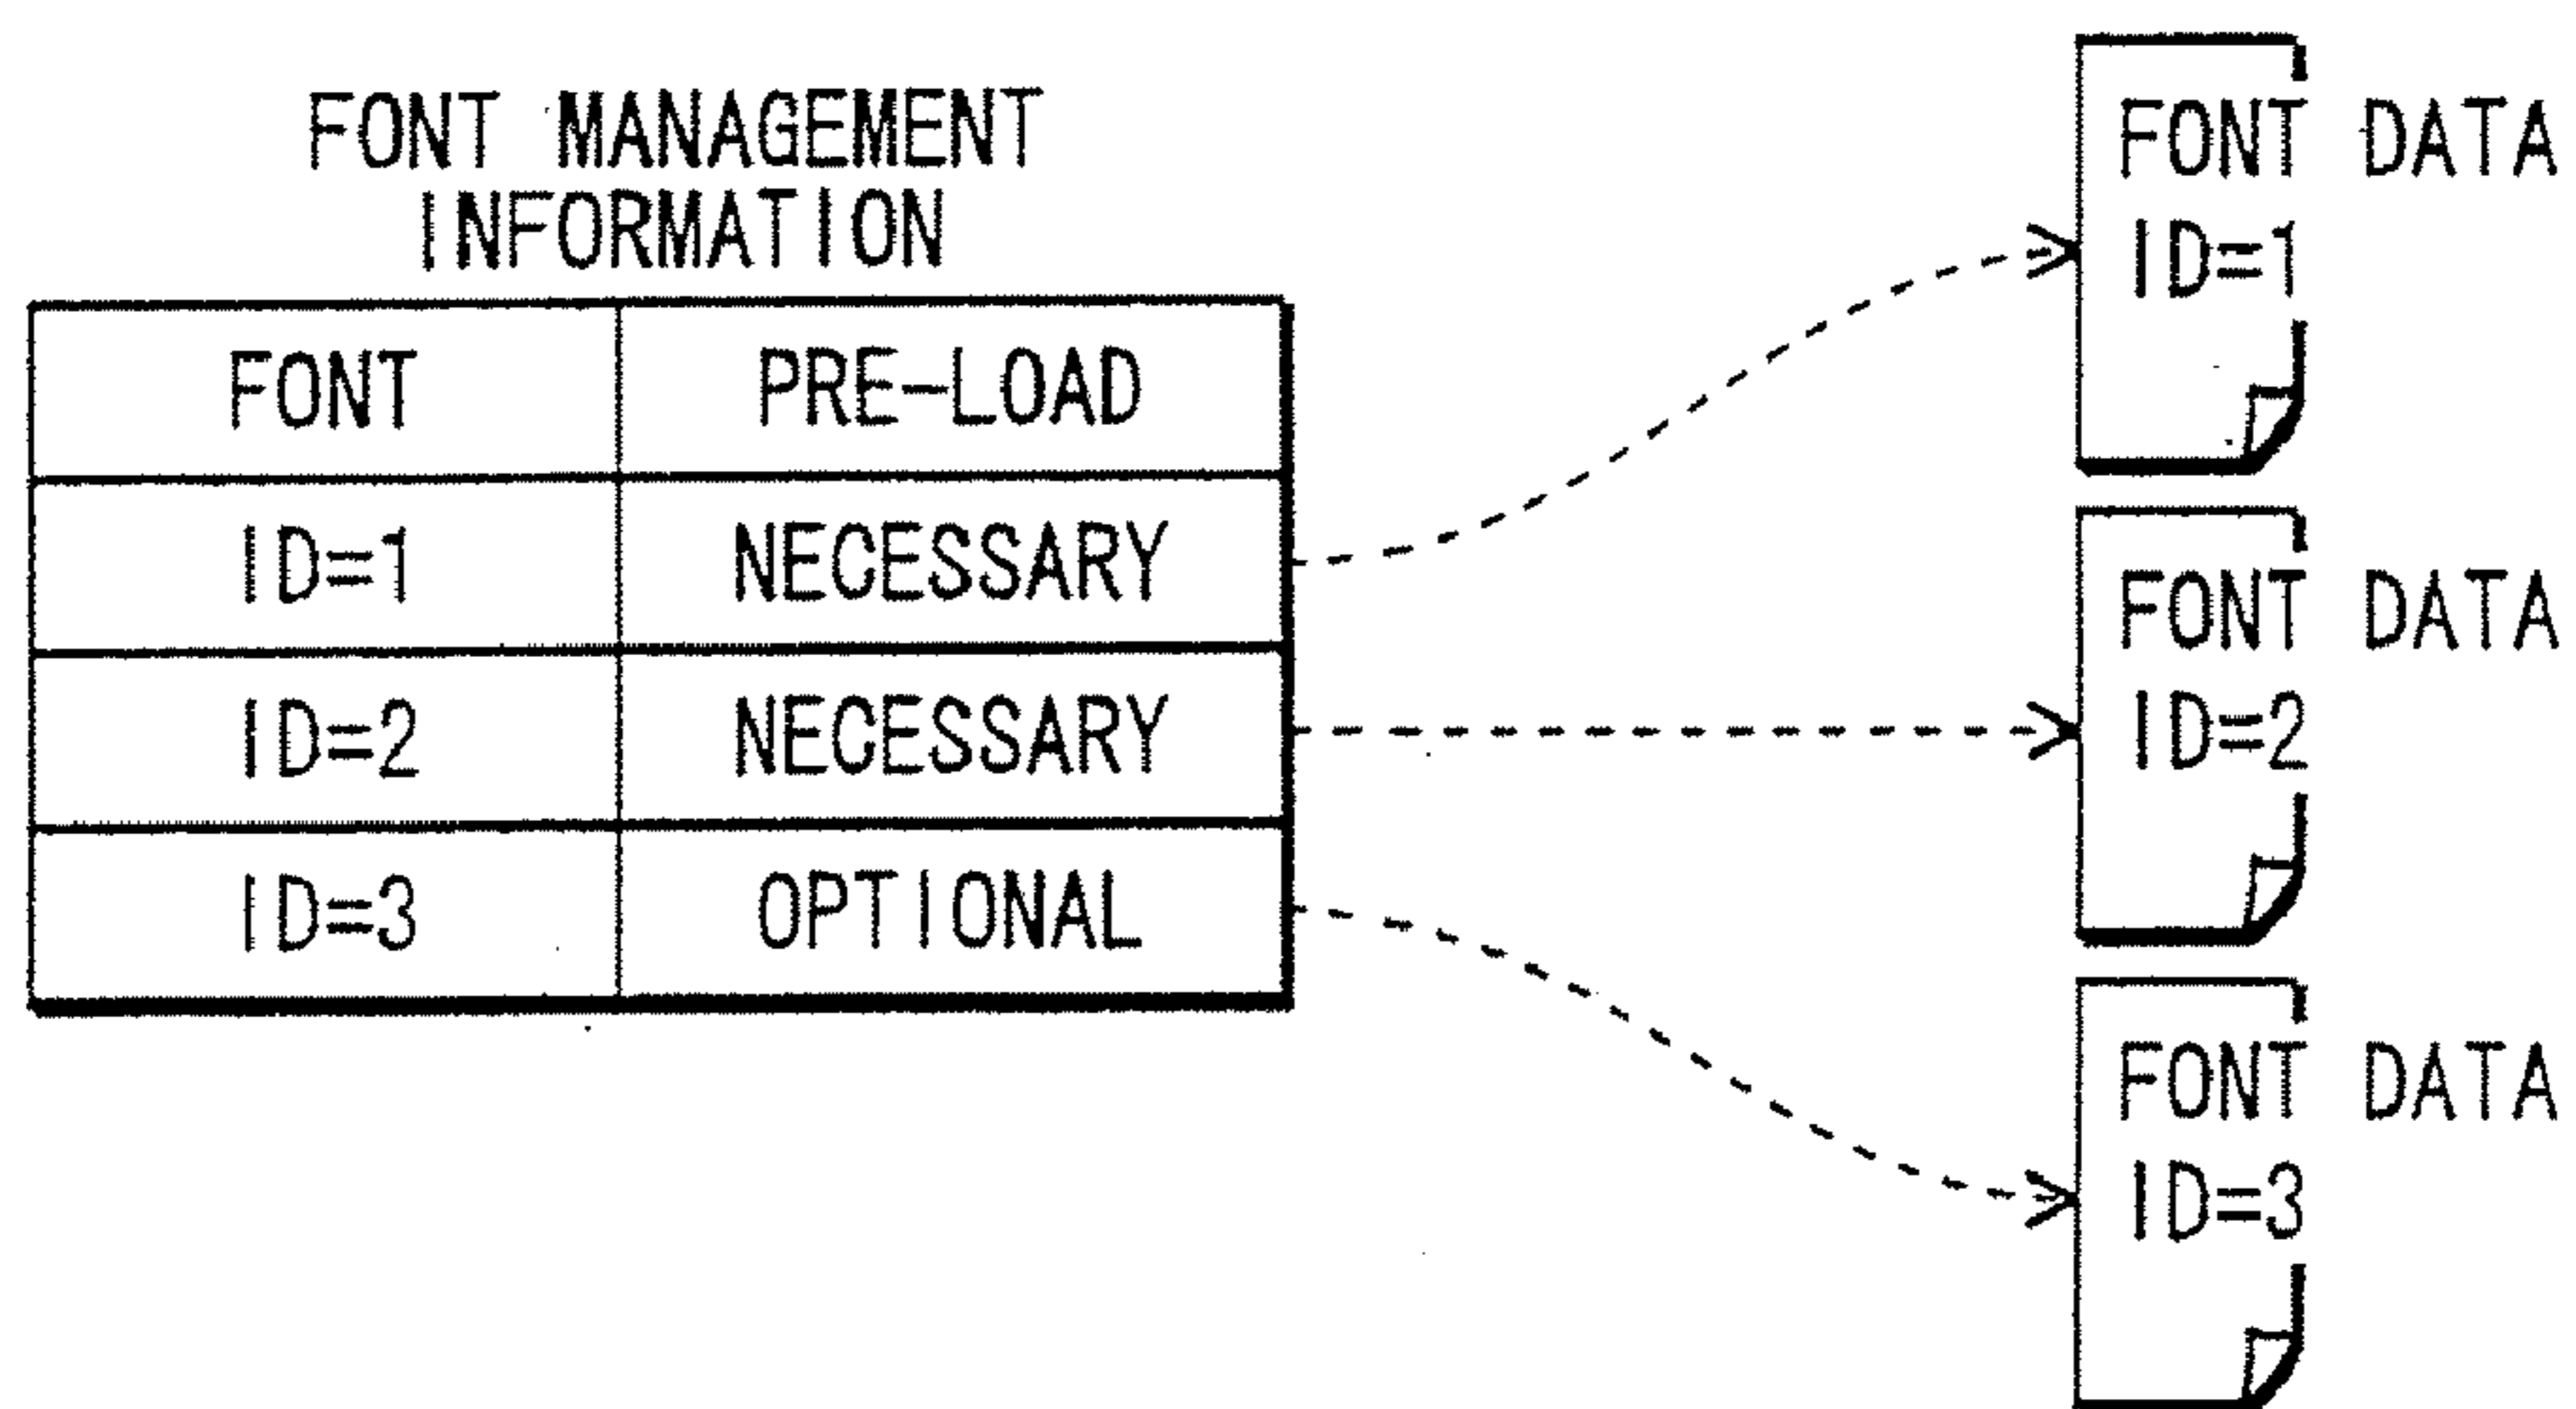 FONT MANAGEMENT
INFORMATION
FONT PRE-LOAD
ID=1 NECESSARY
ID=2 NECESSARY
ID=3 OPTIONAL
FONT DATA
ID=1
FONT DATA
ID=2
FONT DATA
ID=3